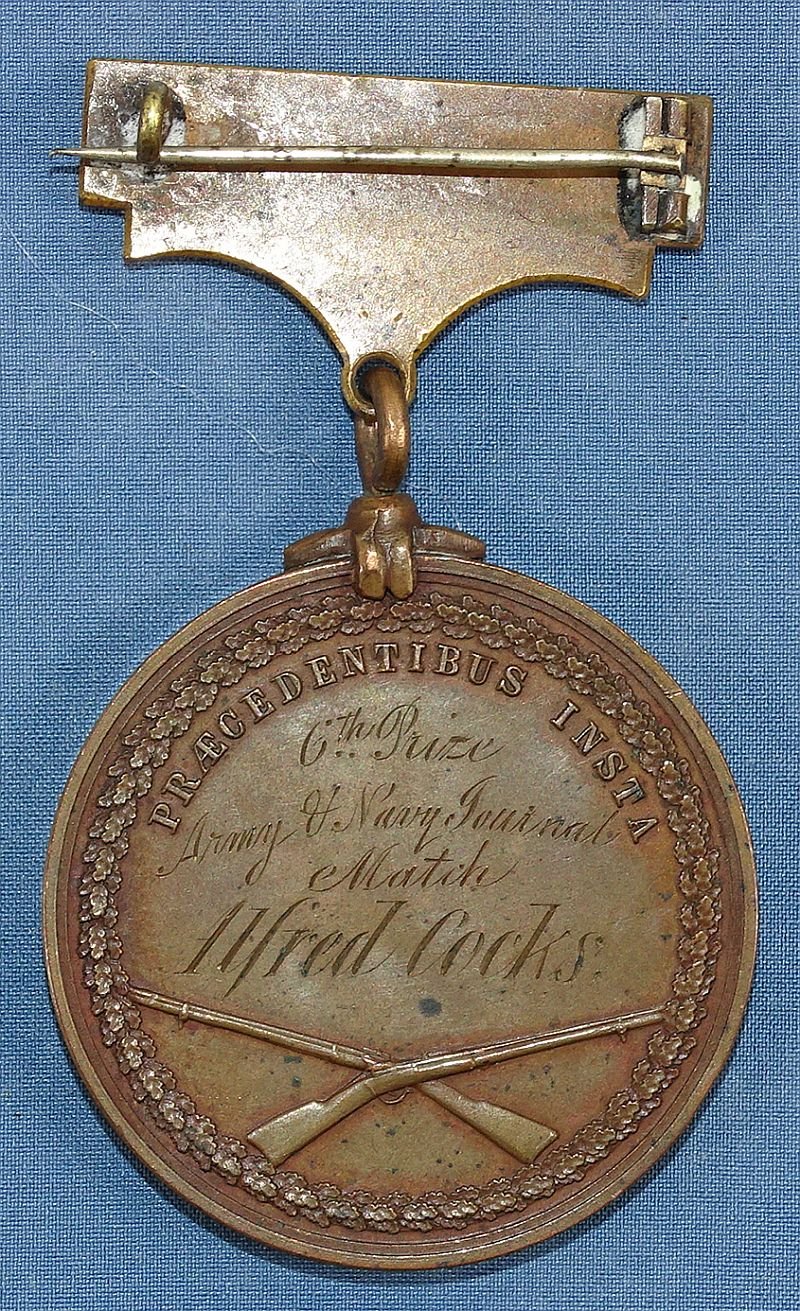 PRÆCEDENTIBUS INSTA
6th Prize
Army & Navy Journal
Match
Alfred Cocks.